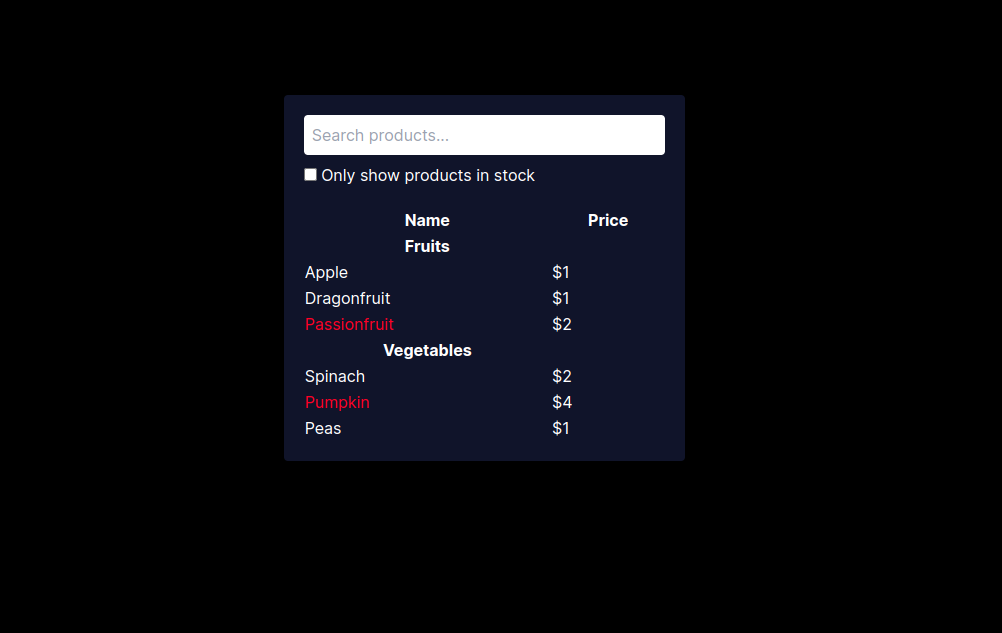 Search products...
Only show products in stock
Name Price
Fruits
Apple $1
Dragonfruit $1
Passionfruit $2
Vegetables
Spinach $2
Pumpkin $4
Peas $1